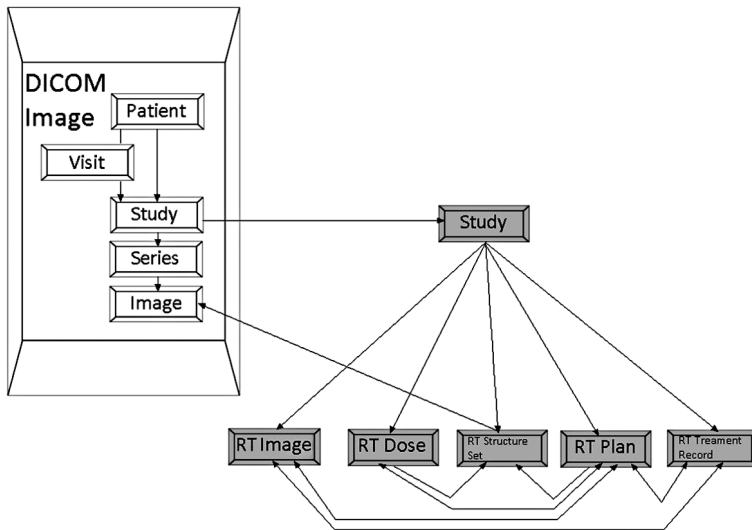 DICOM
Image
Patient
Visit
Study
Series
Image
Study
RT Image
RT Dose
RT Structure
Set
RT Plan
RT Treament
Record